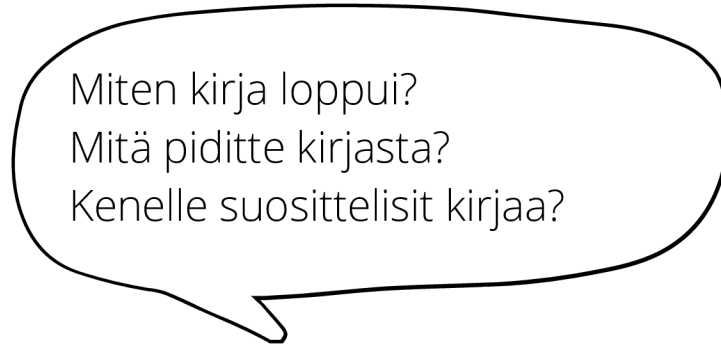 Miten kirja loppui?
Mitä piditte kirjasta?
Kenelle suosittelisit kirjaa?